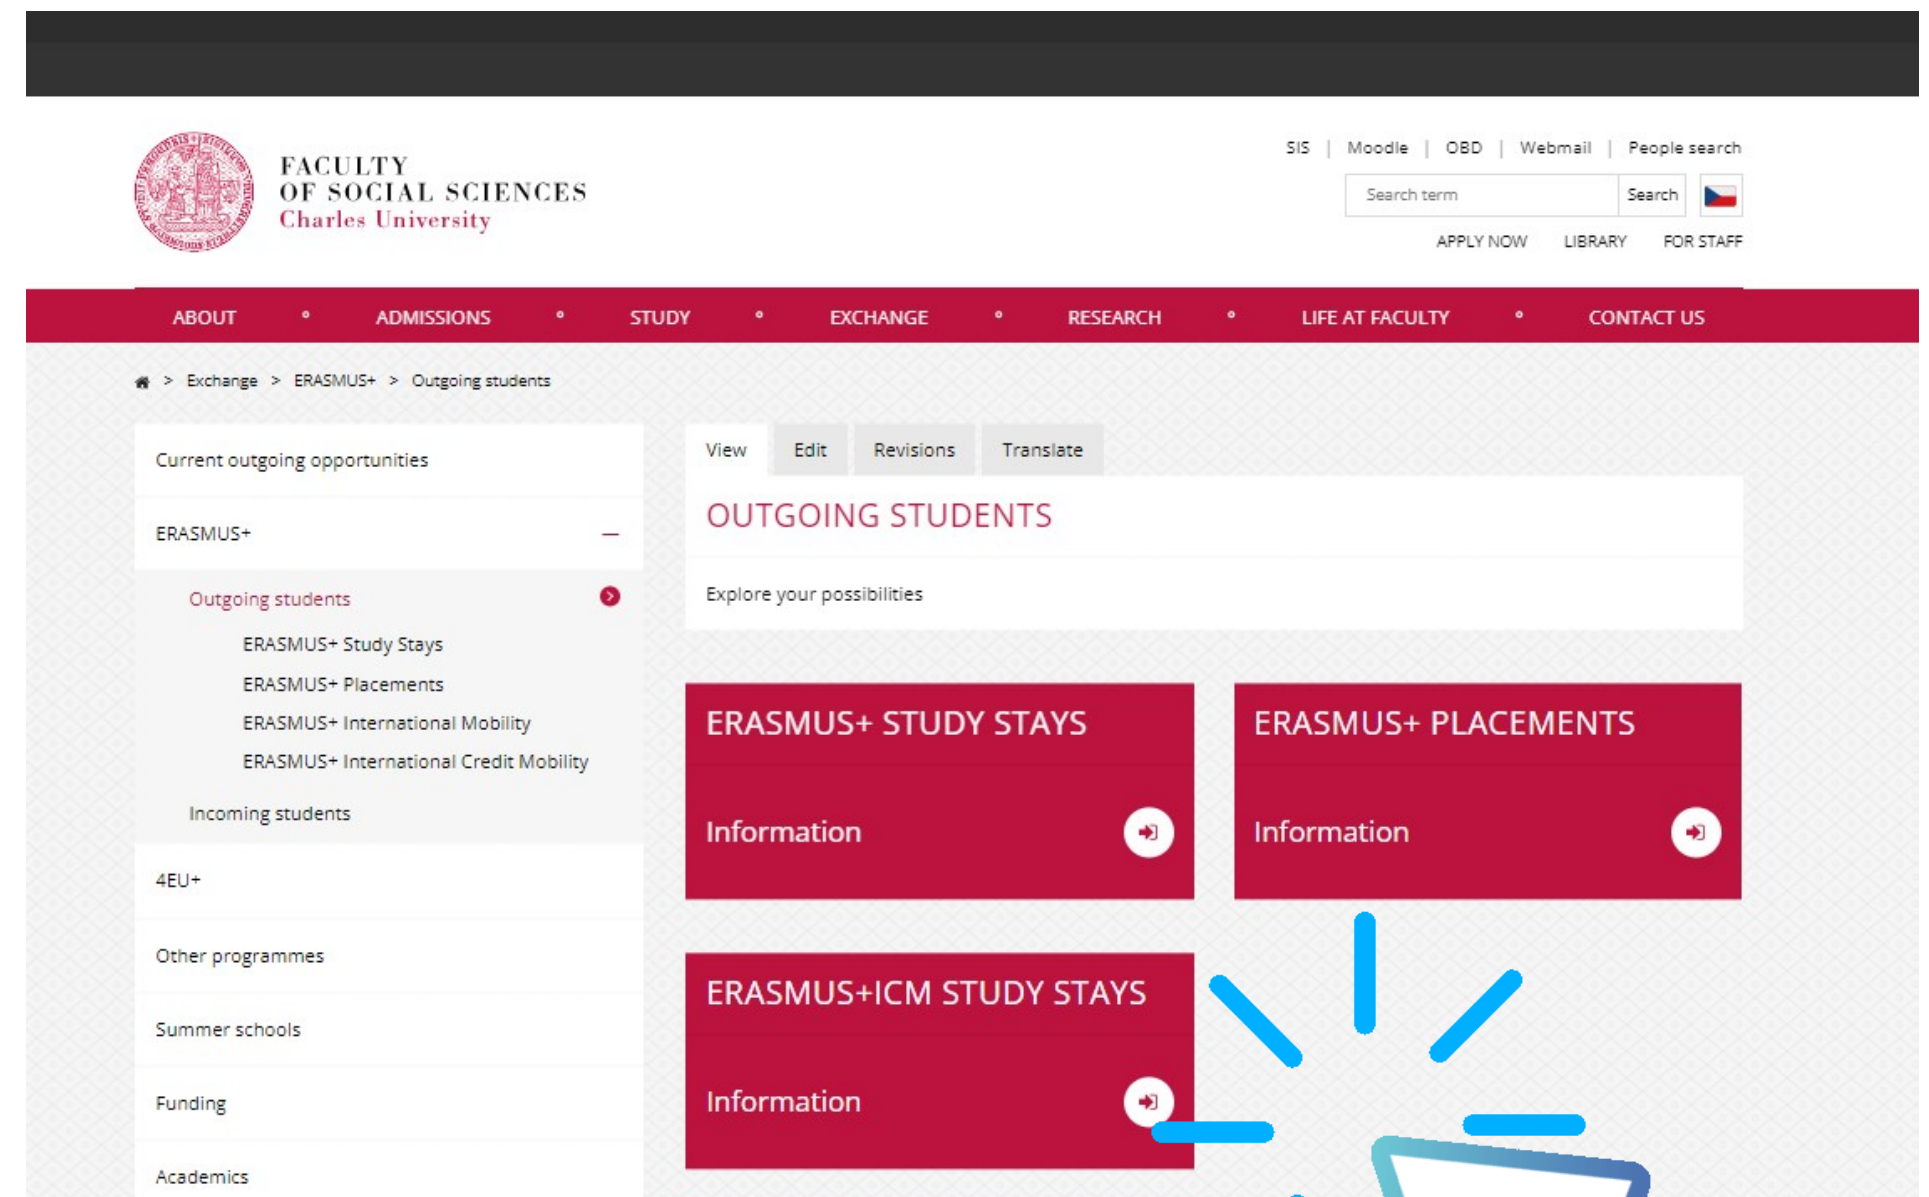 FACULTY
OF SOCIAL SCIENCES
Charles University
SIS | Moodle | OBD | Webmail | People search
Search term Search
APPLY NOW LIBRARY FOR STAFF
ABOUT ADMISSIONS STUDY EXCHANGE RESEARCH LIFE AT FACULTY CONTACT US
> Exchange > ERASMUS+ > Outgoing students
Current outgoing opportunities
ERASMUS+
Outgoing students
ERASMUS+ Study Stays
ERASMUS+ Placements
ERASMUS+ International Mobility
ERASMUS+ International Credit Mobility
Incoming students
4EU+
Other programmes
Summer schools
Funding
Academics
View Edit Revisions Translate
OUTGOING STUDENTS
Explore your possibilities
ERASMUS+ STUDY STAYS
Information
ERASMUS+ PLACEMENTS
Information
ERASMUS+ICM STUDY STAYS
Information